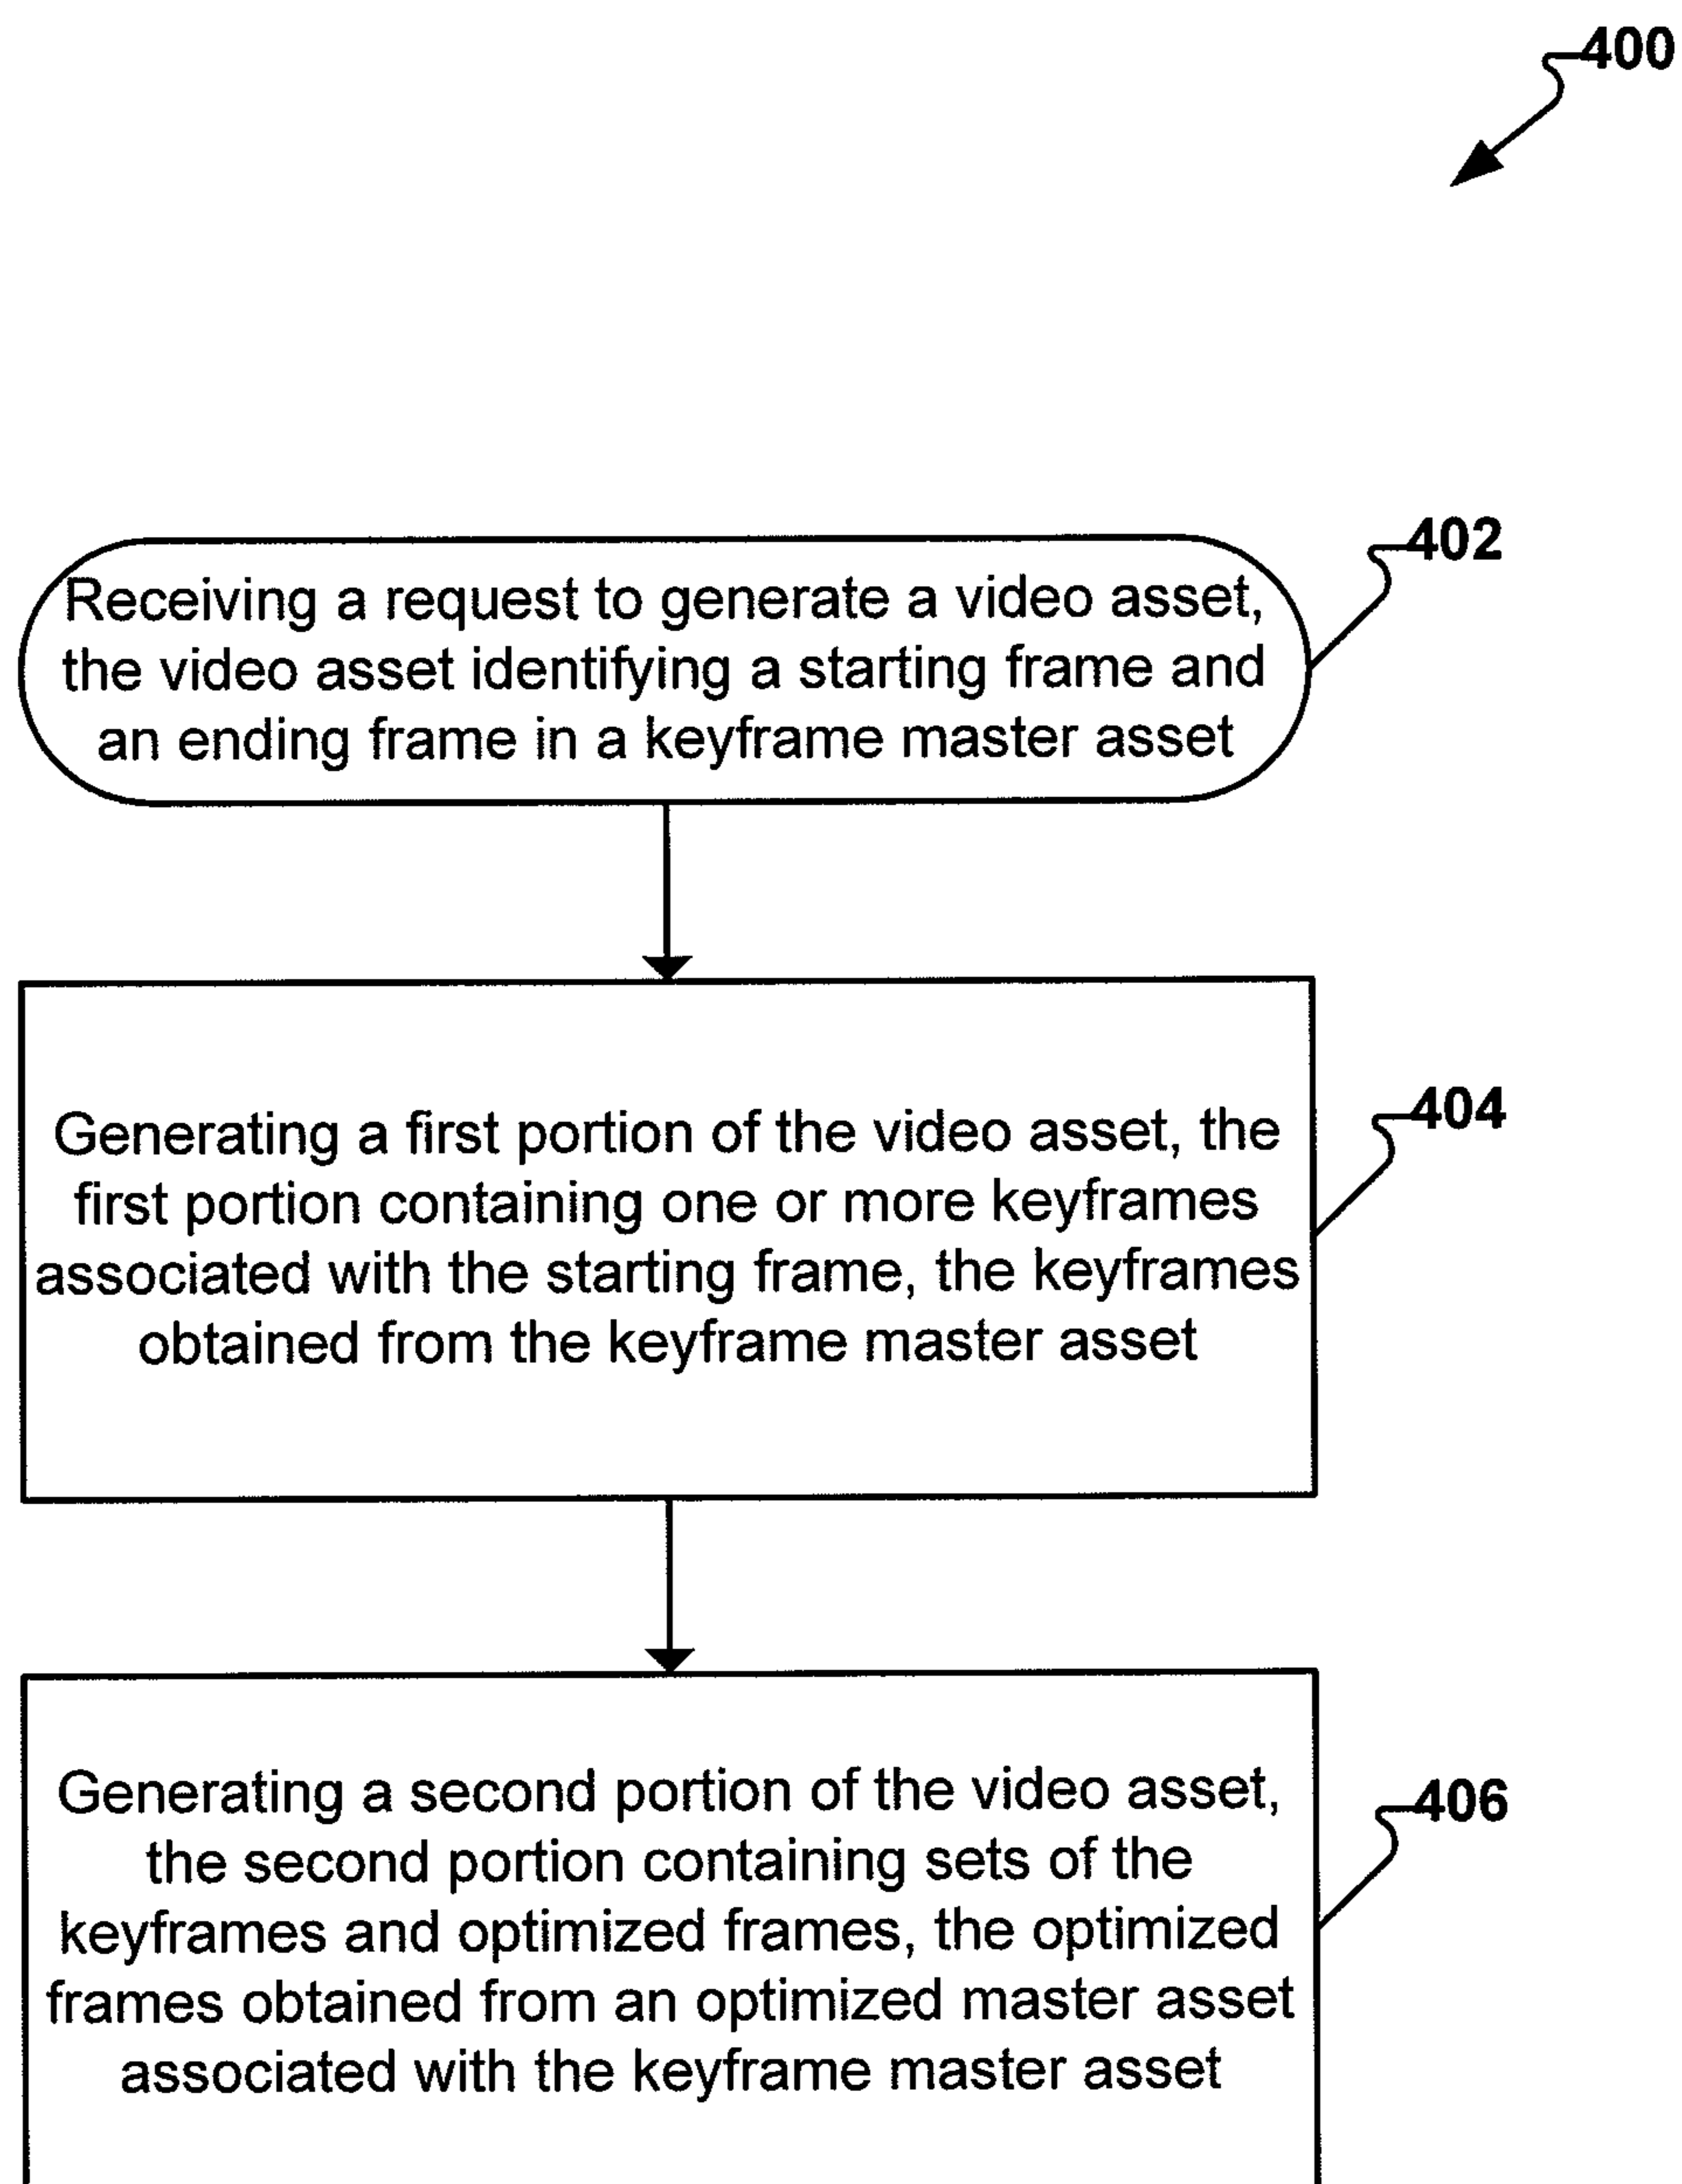 400
402
Receiving a request to generate a video asset,
the video asset identifying a starting frame and
an ending frame in a keyframe master asset
404
Generating a first portion of the video asset, the
first portion containing one or more keyframes
associated with the starting frame, the keyframes
obtained from the keyframe master asset
406
Generating a second portion of the video asset,
the second portion containing sets of the
keyframes and optimized frames, the optimized
frames obtained from an optimized master asset
associated with the keyframe master asset